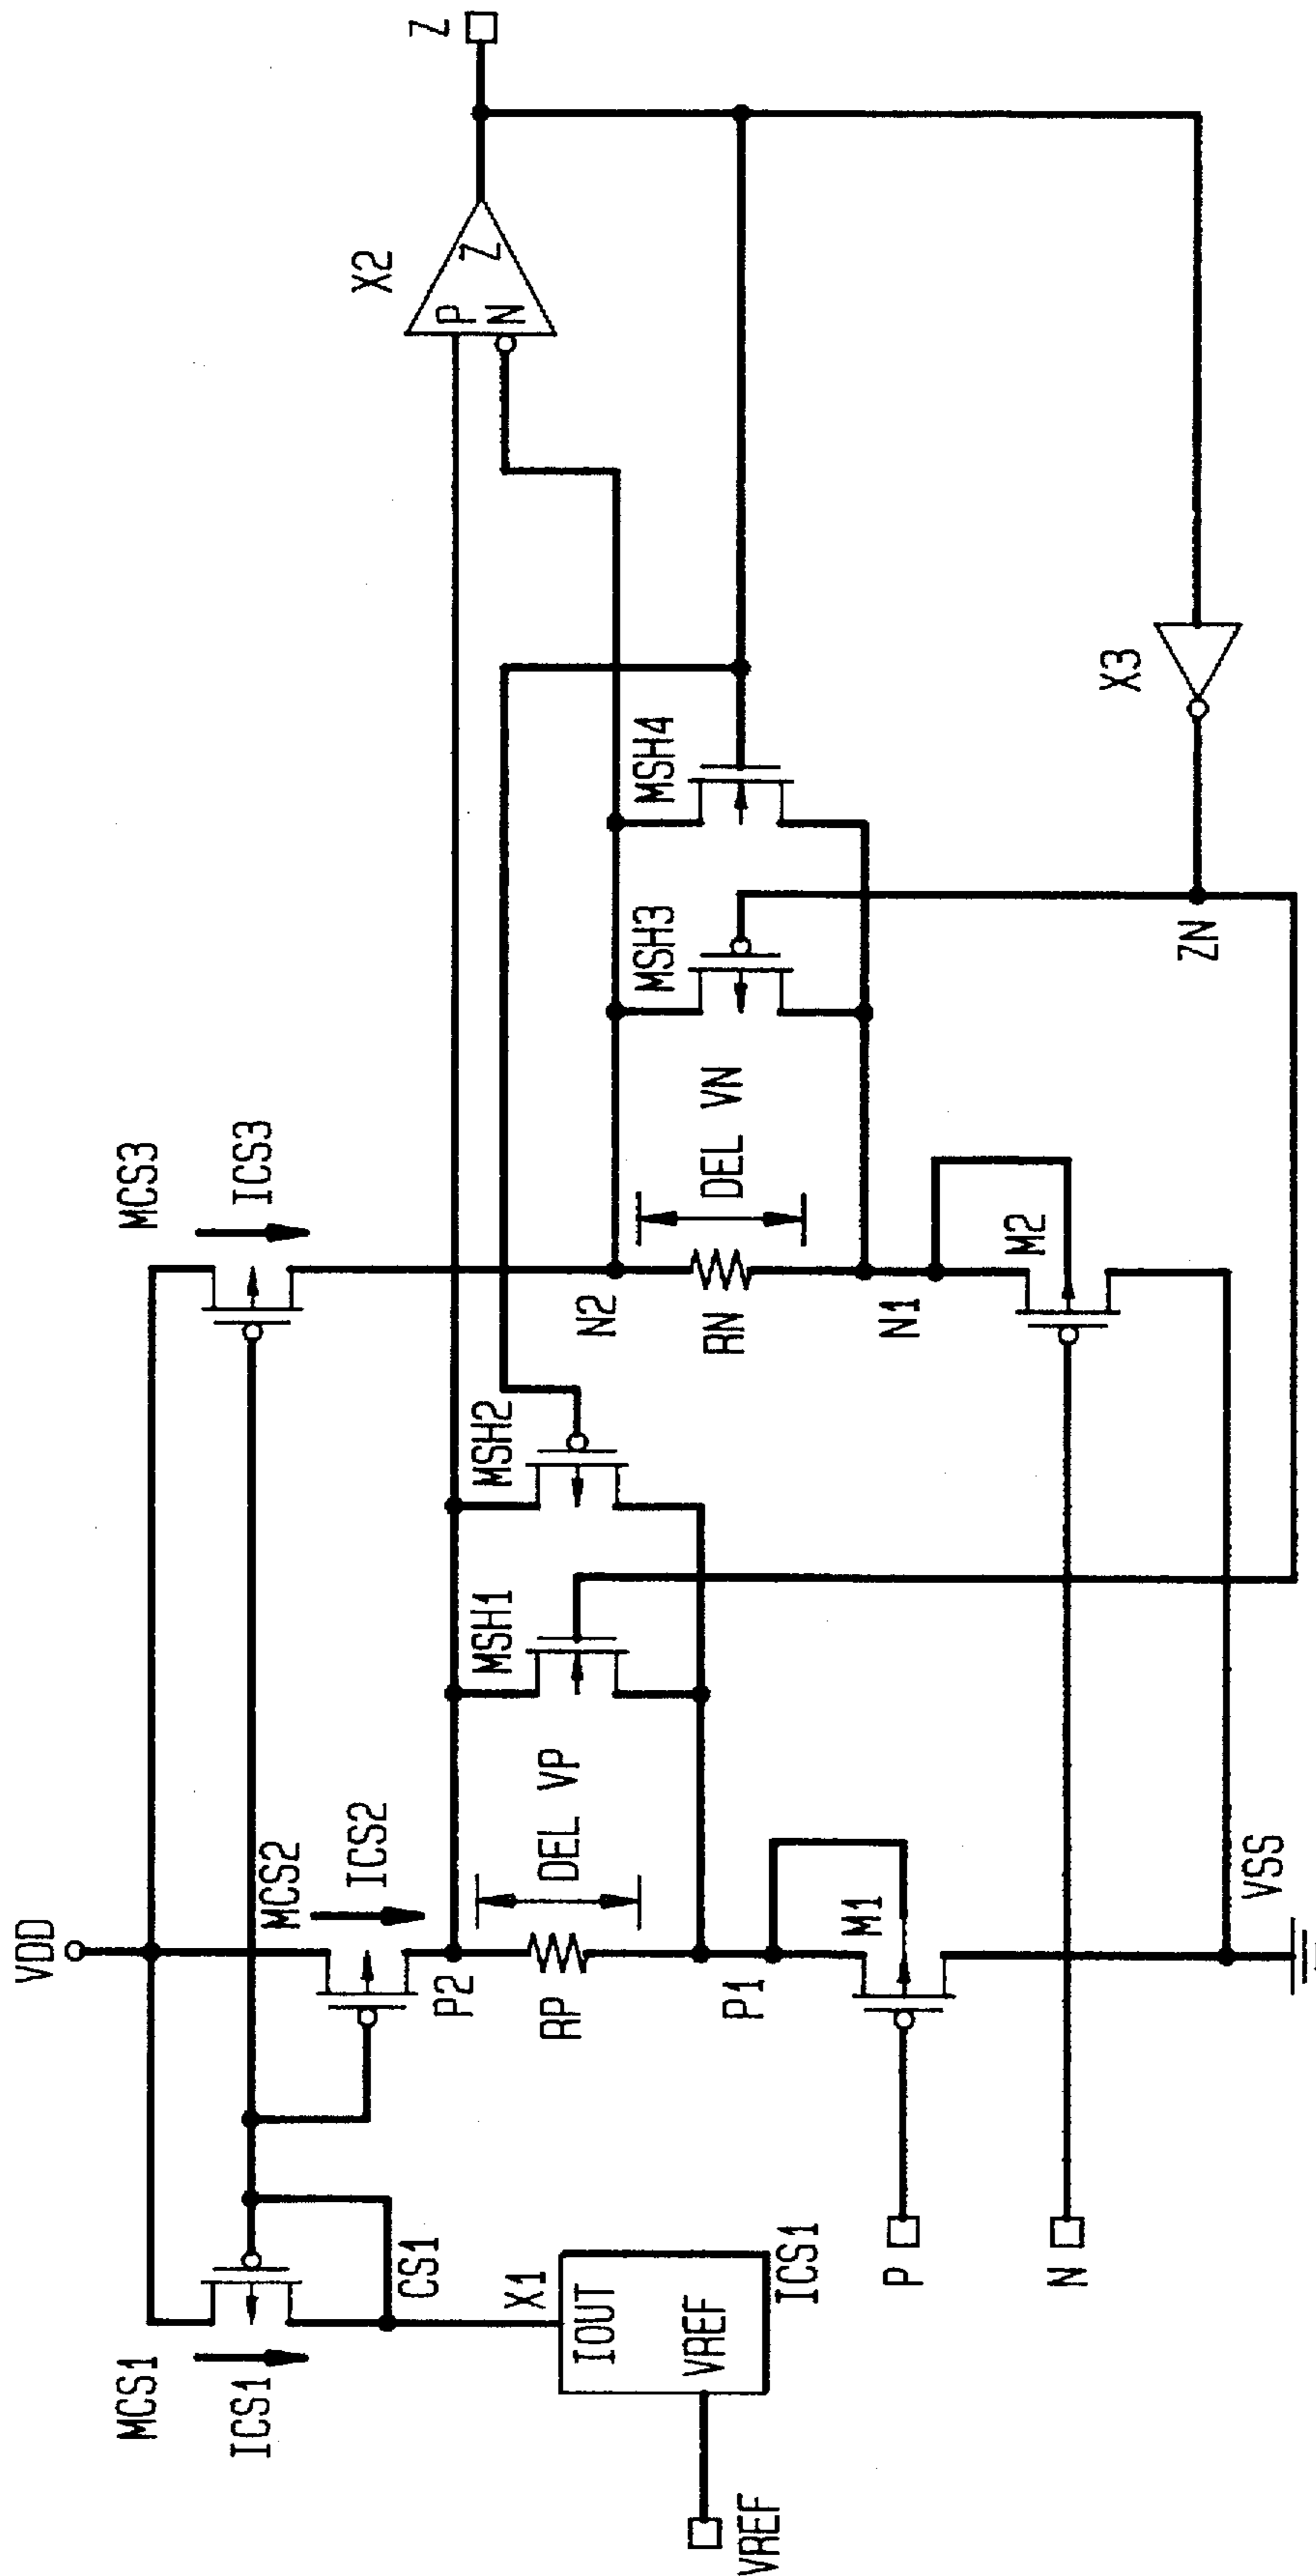 VDD
MCS1
ICS1
MCS2
ICS2
MCS3
ICS3
CS1
X1
IOUT
VREF
ICS1
VREF
P2
RP
DEL VP
P1
MSH1
MSH2
N2
RN
DEL VN
N1
MSH3
MSH4
M1
M2
P
N
VSS
X2
P
N
Z
Z
X3
ZN